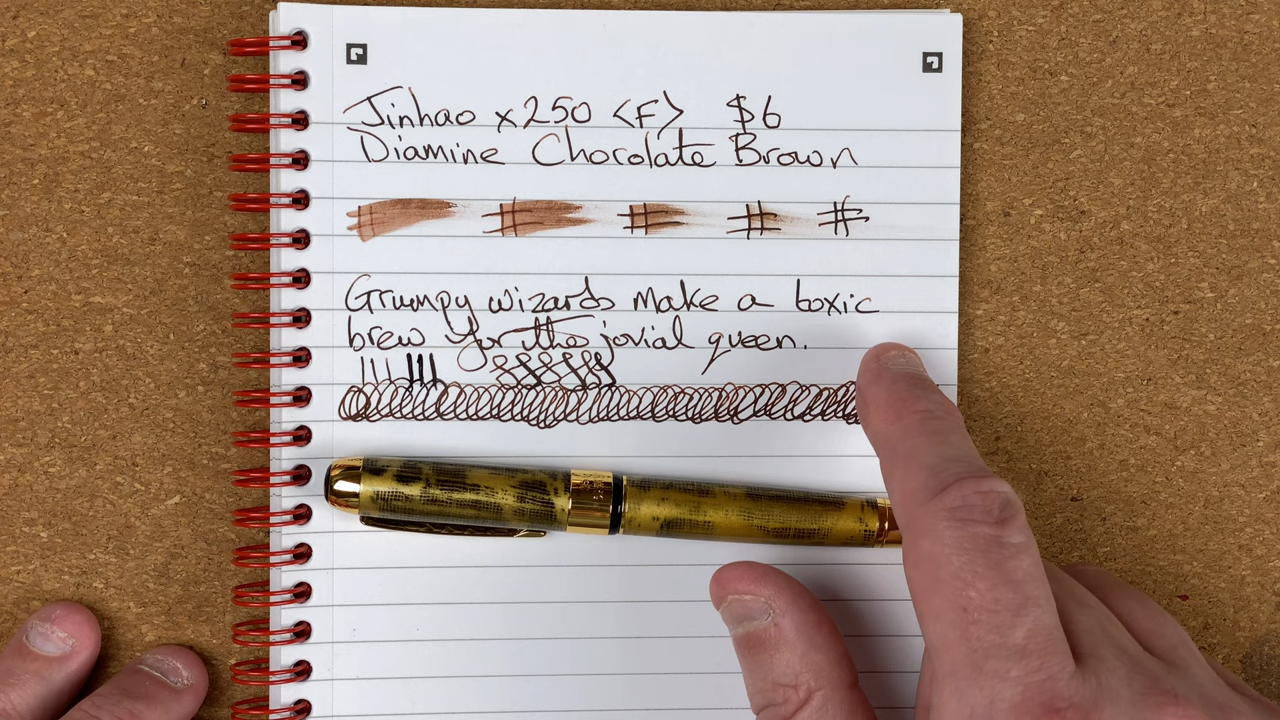 Jinhao x250 <F> $6
Diamine Chocolate Brown
# # # # #
Grumpy wizards make a toxic
brew for the jovial queen.